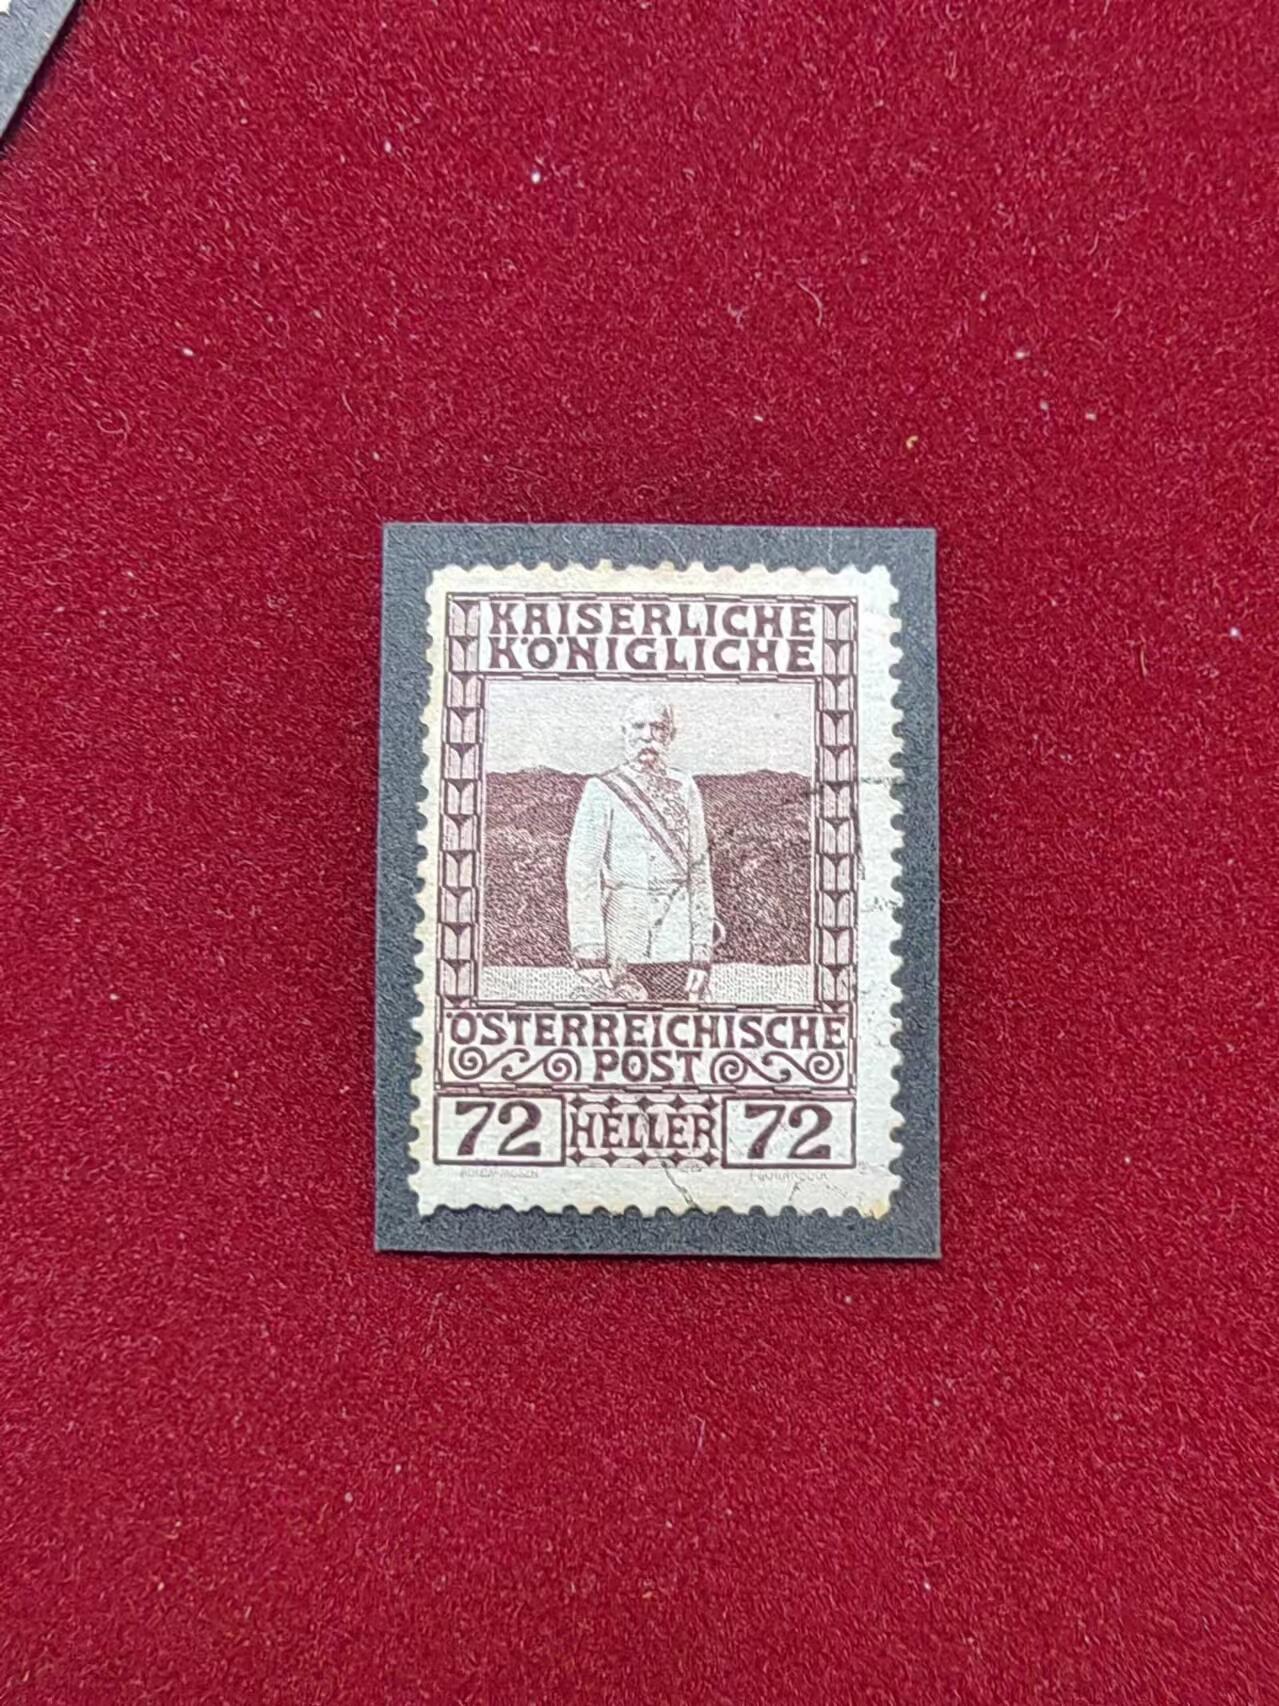 KAISERLICHE
KÖNIGLICHE
ÖSTERREICHISCHE
POST
72 HELLER 72